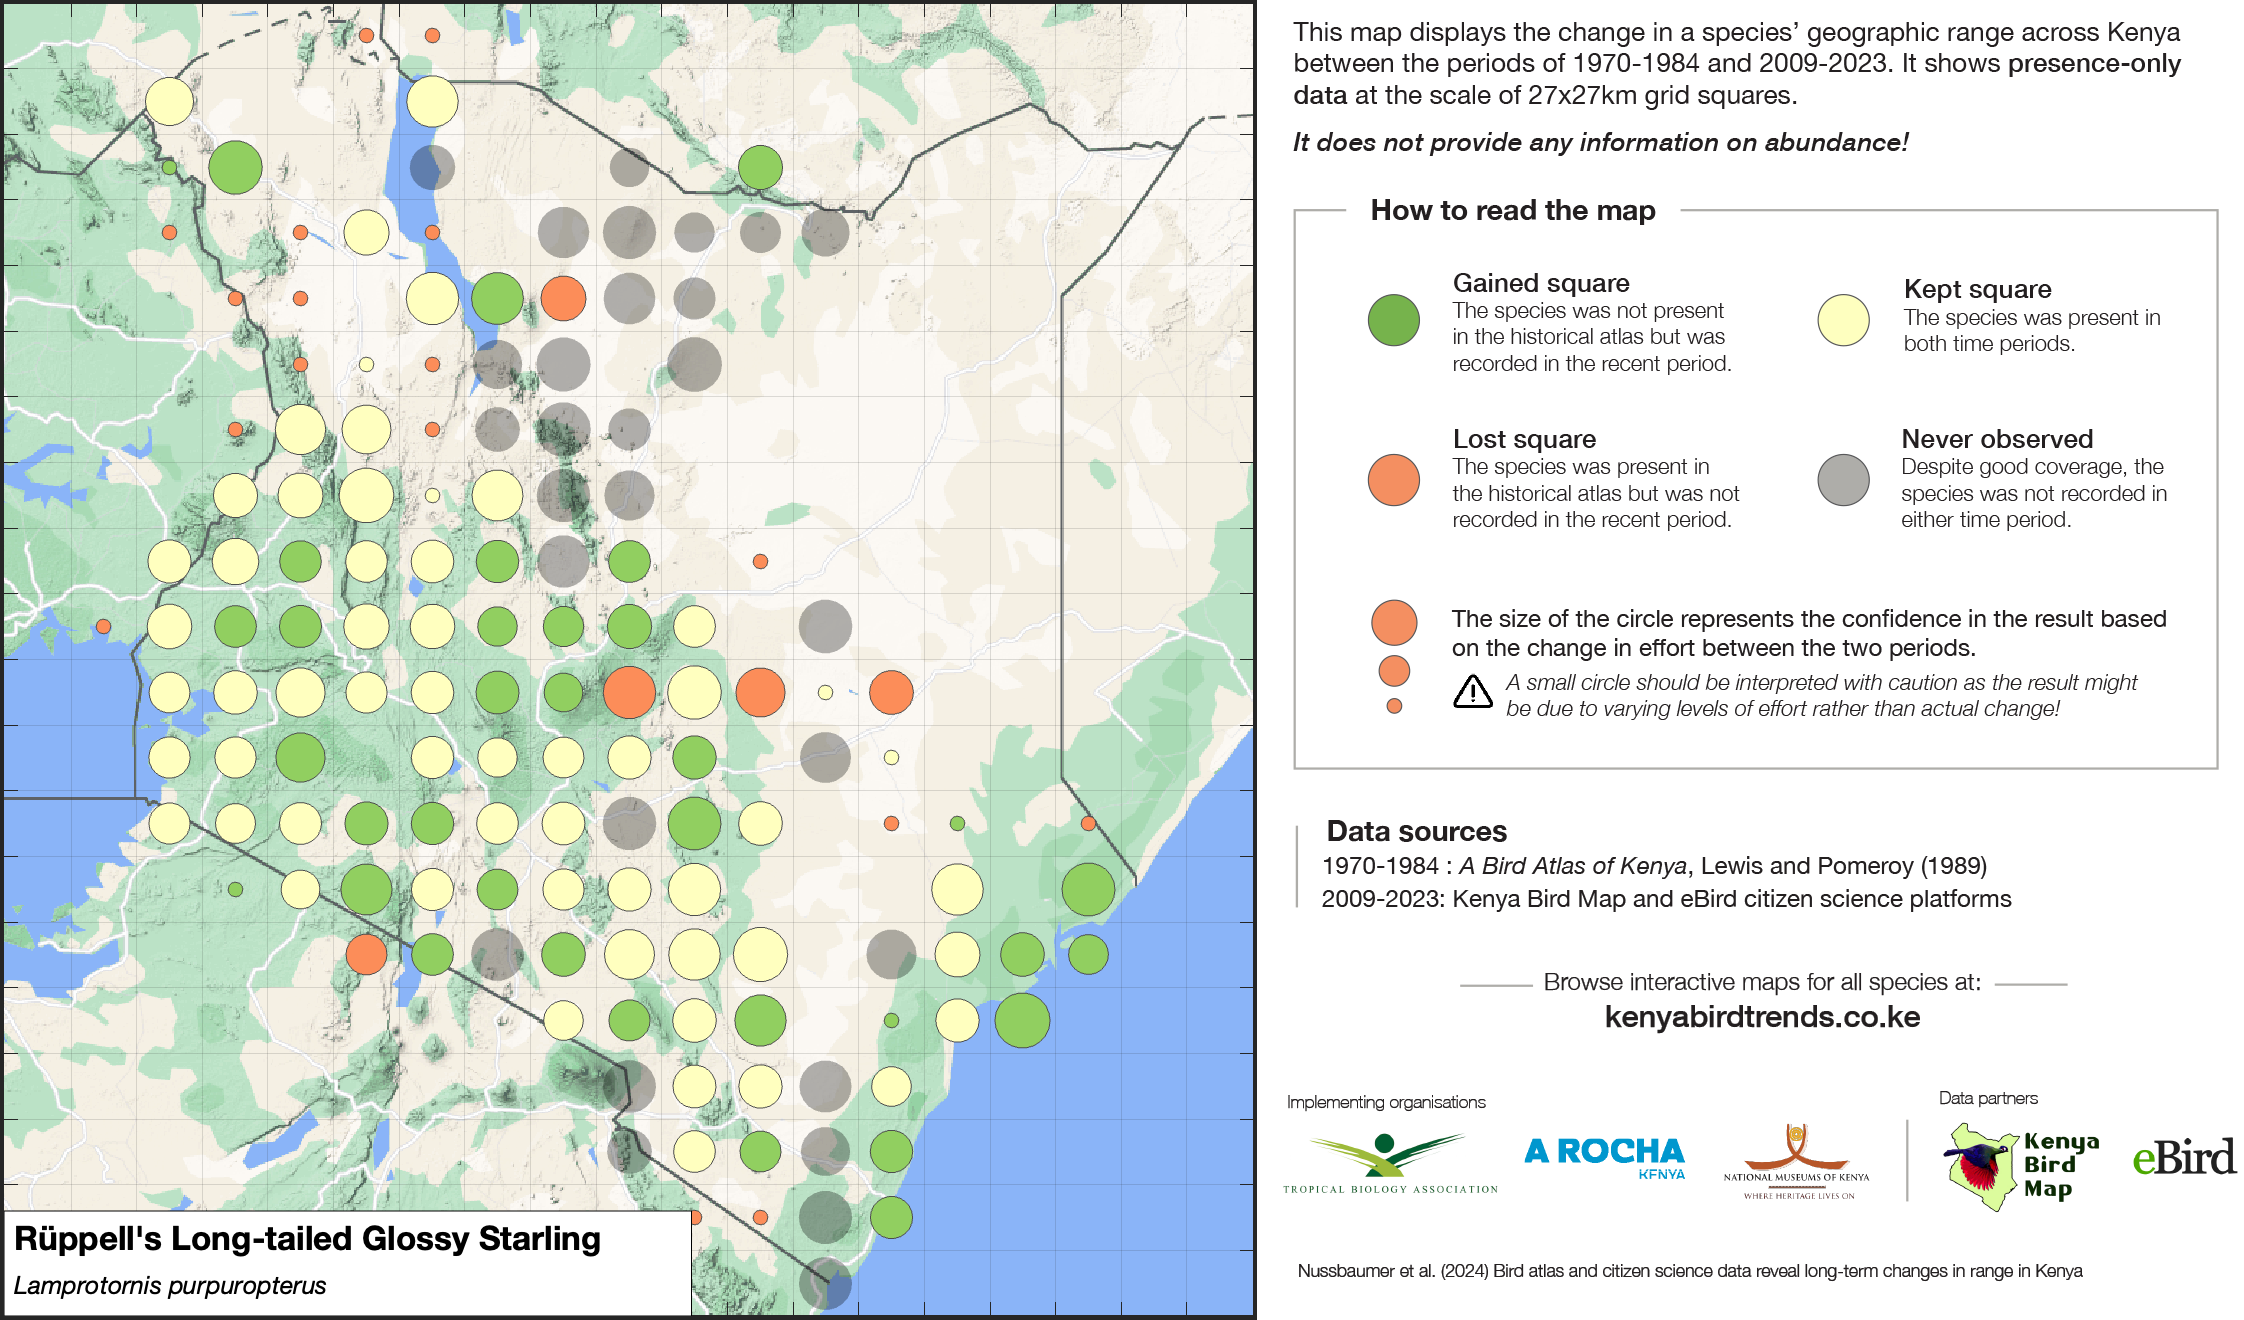 This map displays the change in a species’ geographic range across Kenya
between the periods of 1970-1984 and 2009-2023. It shows presence-only
data at the scale of 27x27km grid squares.
It does not provide any information on abundance!
How to read the map
Gained square
The species was not present
in the historical atlas but was
recorded in the recent period.
Kept square
The species was present in
both time periods.
Lost square
The species was present in
the historical atlas but was not
recorded in the recent period.
Never observed
Despite good coverage, the
species was not recorded in
either time period.
The size of the circle represents the confidence in the result based
on the change in effort between the two periods.
A small circle should be interpreted with caution as the result might
be due to varying levels of effort rather than actual change!
Data sources
1970-1984 : A Bird Atlas of Kenya, Lewis and Pomeroy (1989)
2009-2023: Kenya Bird Map and eBird citizen science platforms
Browse interactive maps for all species at:
kenyabirdtrends.co.ke
Implementing organisations
Data partners
TROPICAL BIOLOGY ASSOCIATION
A ROCHA
KENYA
NATIONAL MUSEUMS OF KENYA
WHERE HERITAGE LIVES ON
Kenya
Bird
Map
eBird
Rüppell's Long-tailed Glossy Starling
Lamprotornis purpuropterus
Nussbaumer et al. (2024) Bird atlas and citizen science data reveal long-term changes in range in Kenya